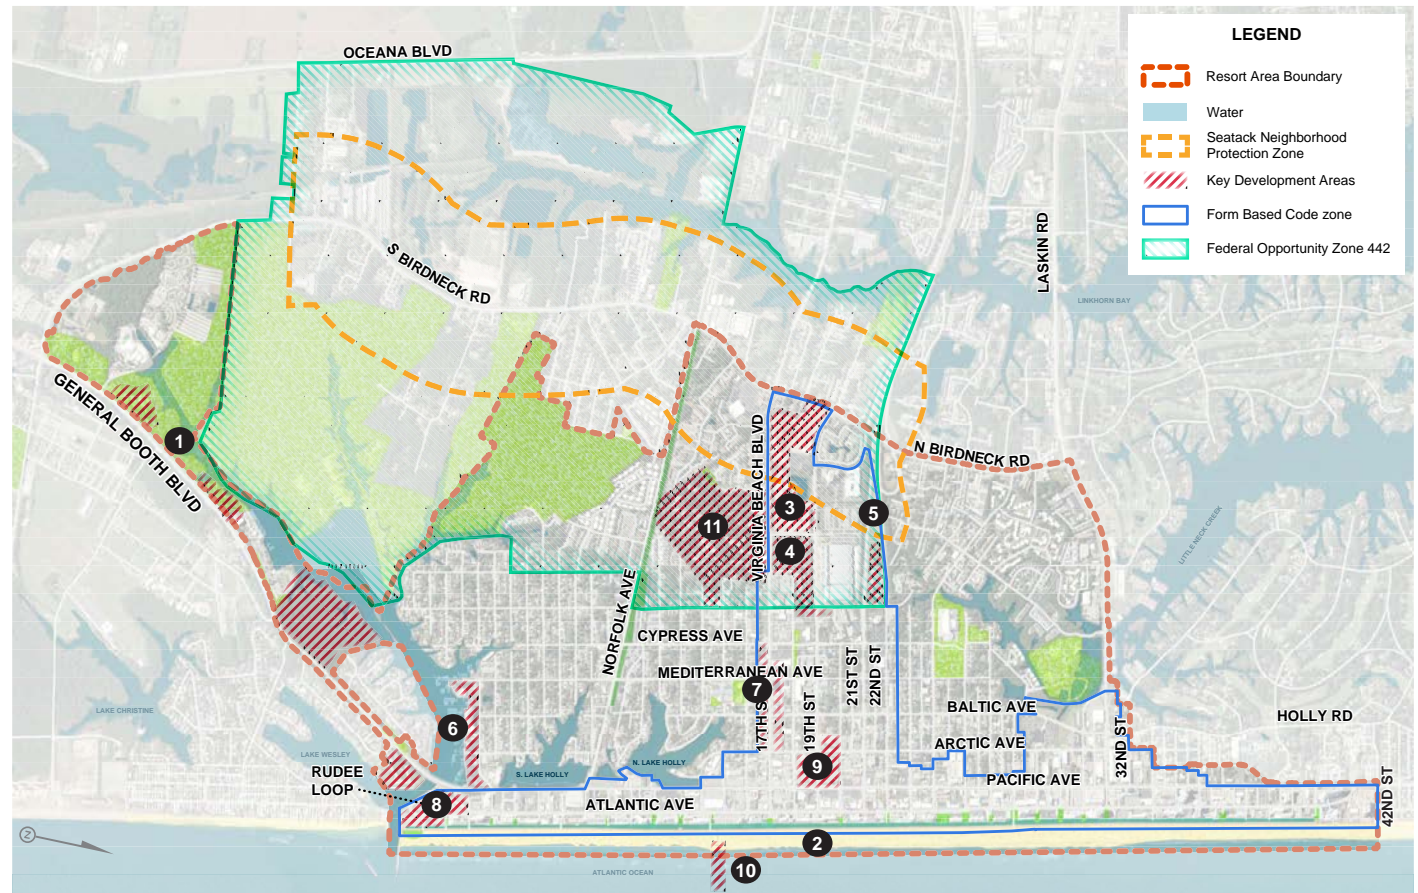 OCEANA BLVD
LEGEND
Resort Area Boundary
Water
Seatack Neighborhood
Protection Zone
Key Development Areas
Form Based Code zone
Federal Opportunity Zone 442
S BIRDNECK RD
LASKIN RD
LINKHORN BAY
GENERAL BOOTH BLVD
1
VIRGINIA BEACH BLVD
N BIRDNECK RD
3
5
11
4
LITTLE NECK CREEK
NORFOLK AVE
CYPRESS AVE
MEDITERRANEAN AVE
7
17TH S
19TH ST
21ST ST
22ND ST
BALTIC AVE
ARCTIC AVE
PACIFIC AVE
32ND ST
HOLLY RD
42ND ST
LAKE CHRISTINE
6
LAKE WESLEY
RUDEE
LOOP
S. LAKE HOLLY
N. LAKE HOLLY
9
8
ATLANTIC AVE
2
10
ATLANTIC OCEAN
Z